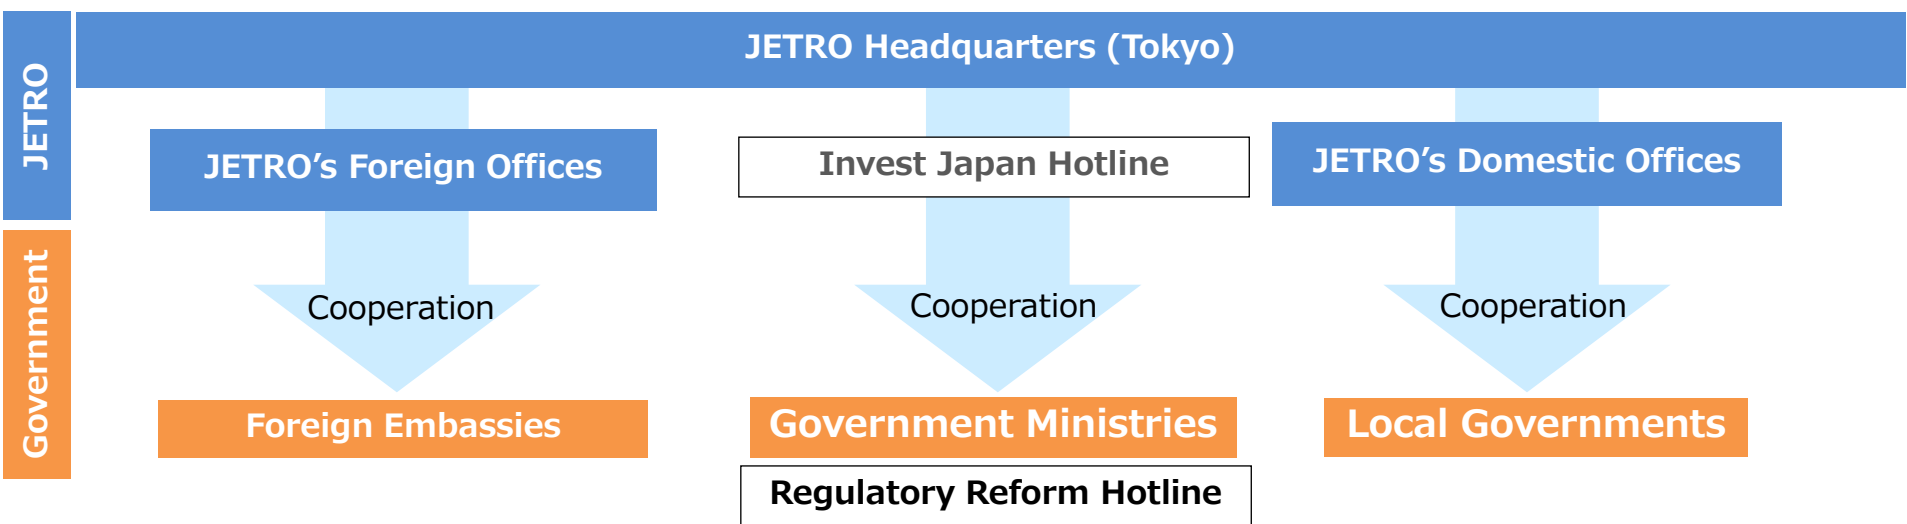 JETRO Headquarters (Tokyo)
JETRO
JETRO’s Foreign Offices
Invest Japan Hotline
JETRO’s Domestic Offices
Government
Cooperation
Cooperation
Cooperation
Foreign Embassies
Government Ministries
Local Governments
Regulatory Reform Hotline